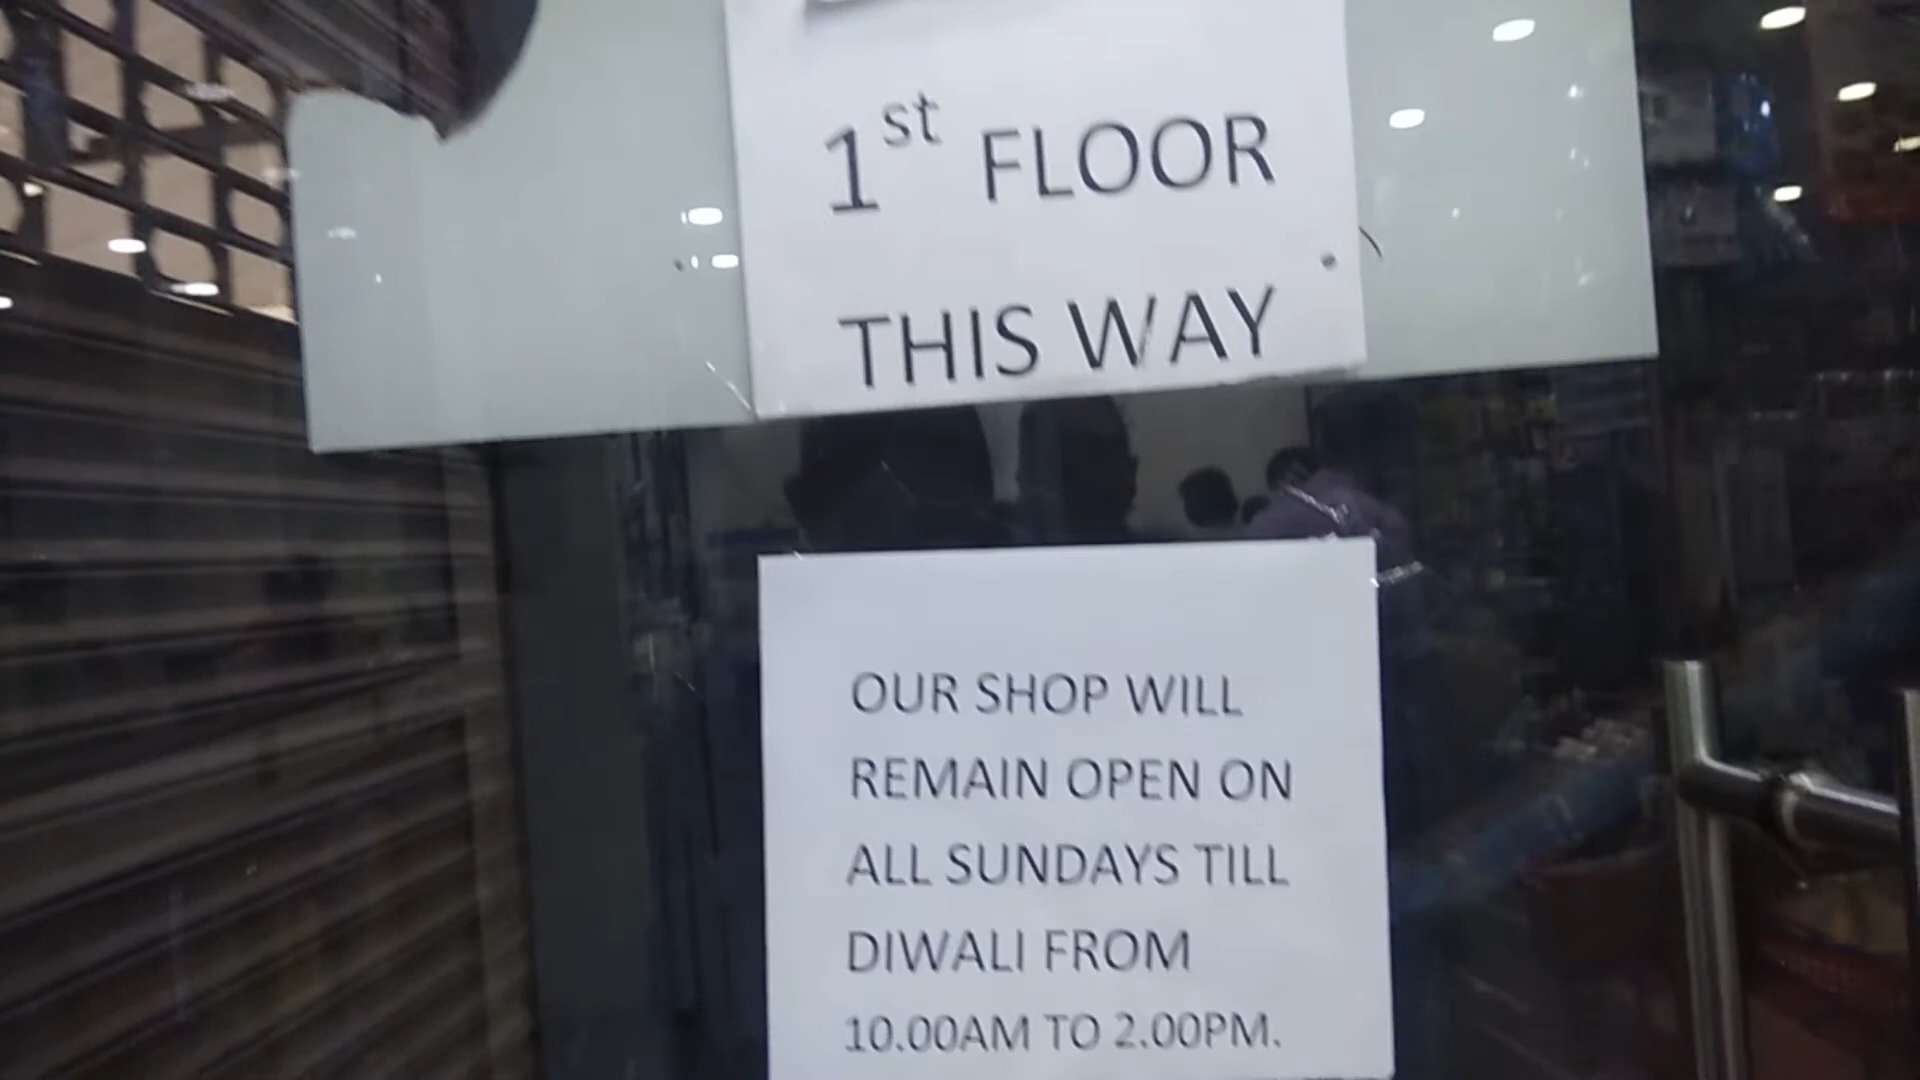 1st FLOOR
THIS WAY
OUR SHOP WILL
REMAIN OPEN ON
ALL SUNDAYS TILL
DIWALI FROM
10.00AM TO 2.00PM.